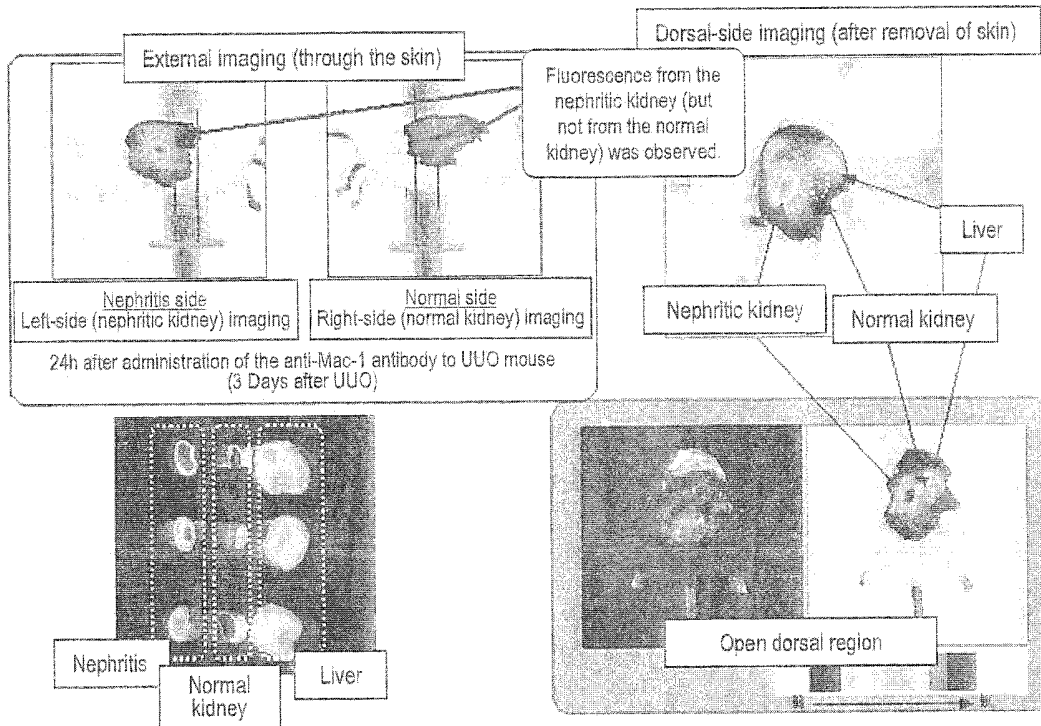 External imaging (through the skin)
Dorsal-side imaging (after removal of skin)
Fluorescence from the
nephritic kidney (but
not from the normal
kidney) was observed.
Liver
Nephritis side
Left-side (nephritic kidney) imaging
Normal side
Right-side (normal kidney) imaging
Nephritic kidney
Normal kidney
24h after administration of the anti-Mac-1 antibody to UUO mouse
(3 Days after UUO)
Open dorsal region
Nephritis
Normal
kidney
Liver